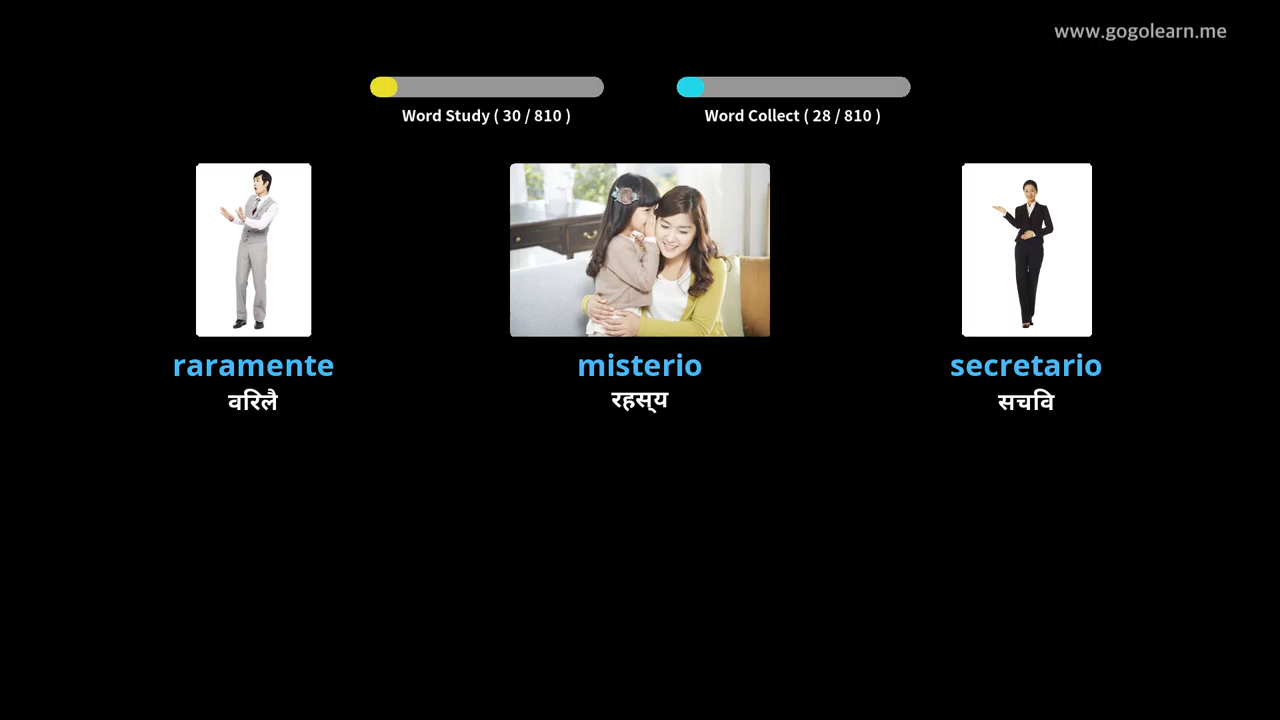 www.gogolearn.me
Word Study ( 30 / 810 )
Word Collect ( 28 / 810 )
raramente
misterio
secretario
वरिलै
रहस्‌य
सचवि